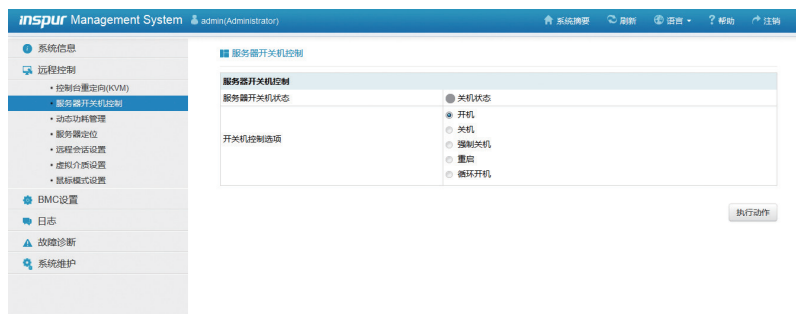 inspur Management System admin(Administrator) 系统摘要 刷新 语言 ? 帮助 注销
系统信息
远程控制
• 控制台重定向(KVM)
• 服务器开关机控制
• 动态功耗管理
• 服务器定位
• 远程会话设置
• 虚拟介质设置
• 鼠标模式设置
BMC设置
日志
故障诊断
系统维护
服务器开关机控制
服务器开关机控制
服务器开关机状态 关机状态
开关机控制选项
开机
关机
强制关机
重启
循环开机
执行动作